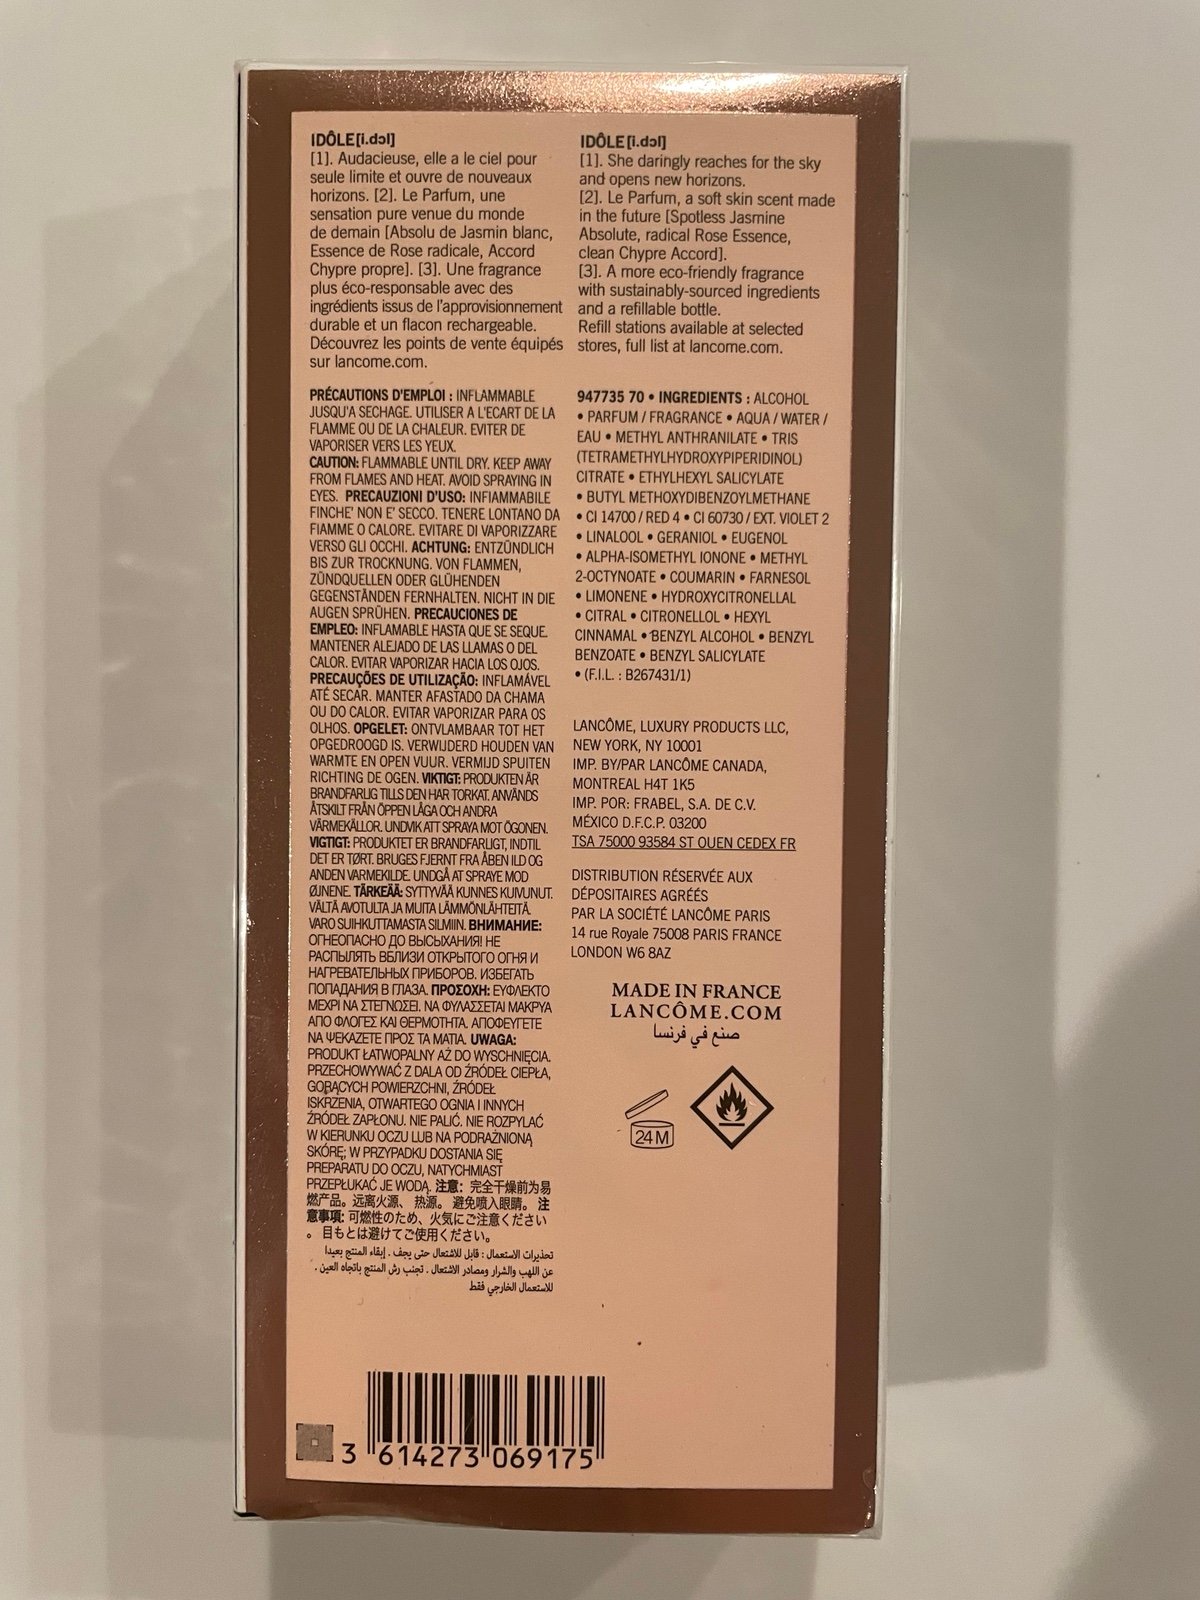 IDÔLE[i.dɔl]
[1]. Audacieuse, elle a le ciel pour
seule limite et ouvre de nouveaux
horizons. [2]. Le Parfum, une
sensation pure venue du monde
de demain [Absolu de Jasmin blanc,
Essence de Rose radicale, Accord
Chypre propre]. [3]. Une fragrance
plus éco-responsable avec des
ingrédients issus de l'approvisionnement
durable et un flacon rechargeable.
Découvrez les points de vente équipés
sur lancome.com.
PRÉCAUTIONS D'EMPLOI : INFLAMMABLE
JUSQU'A SECHAGE. UTILISER A L'ECART DE LA
FLAMME OU DE LA CHALEUR. EVITER DE
VAPORISER VERS LES YEUX.
CAUTION: FLAMMABLE UNTIL DRY. KEEP AWAY
FROM FLAMES AND HEAT. AVOID SPRAYING IN
EYES. PRECAUZIONI D'USO: INFIAMMABILE
FINCHE' NON E' SECCO. TENERE LONTANO DA
FIAMME O CALORE. EVITARE DI VAPORIZZARE
VERSO GLI OCCHI. ACHTUNG: ENTZÜNDLICH
BIS ZUR TROCKNUNG. VON FLAMMEN,
ZÜNDQUELLEN ODER GLÜHENDEN
GEGENSTÄNDEN FERNHALTEN. NICHT IN DIE
AUGEN SPRÜHEN. PRECAUCIONES DE
EMPLEO: INFLAMABLE HASTA QUE SE SEQUE.
MANTENER ALEJADO DE LAS LLAMAS O DEL
CALOR. EVITAR VAPORIZAR HACIA LOS OJOS.
PRECAUÇÕES DE UTILIZAÇÃO: INFLAMÁVEL
ATÉ SECAR. MANTER AFASTADO DA CHAMA
OU DO CALOR. EVITAR VAPORIZAR PARA OS
OLHOS. OPGELET: ONTVLAMBAAR TOT HET
OPGEDROOGD IS. VERWIJDERD HOUDEN VAN
WARMTE EN OPEN VUUR. VERMIJD SPUITEN
RICHTING DE OGEN. VIKTIGT: PRODUKTEN ÄR
BRANDFARLIG TILLS DEN HAR TORKAT. ANVÄNDS
ÅTSKILT FRÅN ÖPPEN LÅGA OCH ANDRA
VÄRMEKÄLLOR. UNDVIK ATT SPRAYA MOT ÖGONEN.
VIGTIGT: PRODUKTET ER BRANDFARLIGT, INDTIL
DET ER TØRT. BRUGES FJERNT FRA ÅBEN ILD OG
ANDEN VARMEKILDE. UNDGÅ AT SPRAYE MOD
ØJNENE. TÄRKEÄÄ: SYTTYVÄÄ KUNNES KUIVUNUT.
VÄLTÄ AVOTULTA JA MUITA LÄMMÖNLÄHTEITÄ.
VARO SUIHKUTTAMASTA SILMIIN. ВНИМАНИЕ:
ОГНЕОПАСНО ДО ВЫСЫХАНИЯ! НЕ
РАСПЫЛЯТЬ ВБЛИЗИ ОТКРЫТОГО ОГНЯ И
НАГРЕВАТЕЛЬНЫХ ПРИБОРОВ. ИЗБЕГАТЬ
ПОПАДАНИЯ В ГЛАЗА. ΠΡΟΣΟΧΗ: ΕΥΦΛΕΚΤΟ
ΜΕΧΡΙ ΝΑ ΣΤΕΓΝΩΣΕΙ. ΝΑ ΦΥΛΑΣΣΕΤΑΙ ΜΑΚΡΥΑ
ΑΠΟ ΦΛΟΓΕΣ ΚΑΙ ΘΕΡΜΟΤΗΤΑ. ΑΠΟΦΕΥΓΕΤΕ
ΝΑ ΨΕΚΑΖΕΤΕ ΠΡΟΣ ΤΑ ΜΑΤΙΑ. UWAGA:
PRODUKT ŁATWOPALNY AŻ DO WYSCHNIĘCIA.
PRZECHOWYWAĆ Z DALA OD ŹRÓDEŁ CIEPŁA,
GORĄCYCH POWIERZCHNI, ŹRÓDEŁ
ISKRZENIA, OTWARTEGO OGNIA I INNYCH
ŹRÓDEŁ ZAPŁONU. NIE PALIĆ. NIE ROZPYLAĆ
W KIERUNKU OCZU LUB NA PODRAŻNIONĄ
SKÓRĘ; W PRZYPADKU DOSTANIA SIĘ
PREPARATU DO OCZU, NATYCHMIAST
PRZEPŁUKAĆ JE WODĄ. 注意: 完全干燥前为易
燃产品。远离火源、热源。避免喷入眼睛。注
意事項: 可燃性のため、火気にご注意ください
。目もとは避けてご使用ください。
تحذيرات الاستعمال : قابل للاشتعال حتى يجف . إبقاء المنتج بعيدا
عن اللهب والشرار ومصادر الاشتعال . تجنب رش المنتج باتجاه العين .
للاستعمال الخارجي فقط
3 614273 069175
IDÔLE[i.dɔl]
[1]. She daringly reaches for the sky
and opens new horizons.
[2]. Le Parfum, a soft skin scent made
in the future [Spotless Jasmine
Absolute, radical Rose Essence,
clean Chypre Accord].
[3]. A more eco-friendly fragrance
with sustainably-sourced ingredients
and a refillable bottle.
Refill stations available at selected
stores, full list at lancome.com.
947735 70 • INGREDIENTS : ALCOHOL
• PARFUM / FRAGRANCE • AQUA / WATER /
EAU • METHYL ANTHRANILATE • TRIS
(TETRAMETHYLHYDROXYPIPERIDINOL)
CITRATE • ETHYLHEXYL SALICYLATE
• BUTYL METHOXYDIBENZOYLMETHANE
• CI 14700 / RED 4 • CI 60730 / EXT. VIOLET 2
• LINALOOL • GERANIOL • EUGENOL
• ALPHA-ISOMETHYL IONONE • METHYL
2-OCTYNOATE • COUMARIN • FARNESOL
• LIMONENE • HYDROXYCITRONELLAL
• CITRAL • CITRONELLOL • HEXYL
CINNAMAL • BENZYL ALCOHOL • BENZYL
BENZOATE • BENZYL SALICYLATE
• (F.I.L. : B267431/1)
LANCÔME, LUXURY PRODUCTS LLC,
NEW YORK, NY 10001
IMP. BY/PAR LANCÔME CANADA,
MONTREAL H4T 1K5
IMP. POR: FRABEL, S.A. DE C.V.
MÉXICO D.F.C.P. 03200
TSA 75000 93584 ST OUEN CEDEX FR
DISTRIBUTION RÉSERVÉE AUX
DÉPOSITAIRES AGRÉÉS
PAR LA SOCIÉTÉ LANCÔME PARIS
14 rue Royale 75008 PARIS FRANCE
LONDON W6 8AZ
MADE IN FRANCE
LANCÔME.COM
صنع في فرنسا
24M